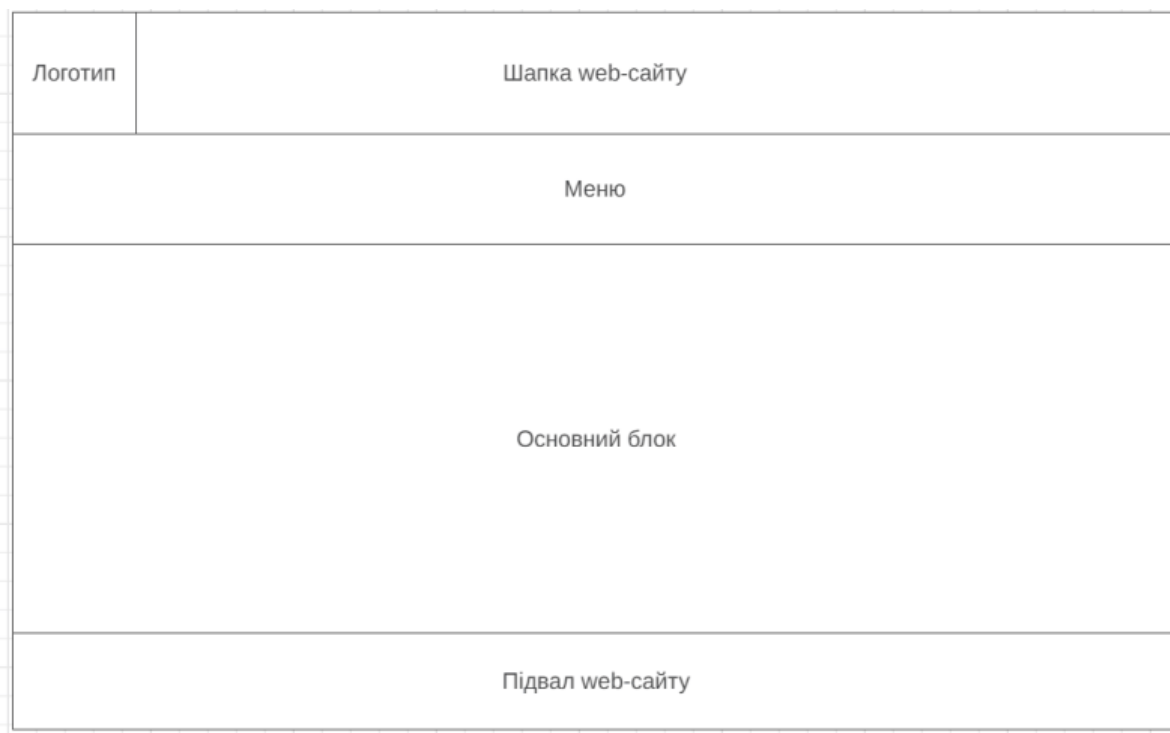 Логотип
Шапка web-сайту
Меню
Основний блок
Підвал web-сайту